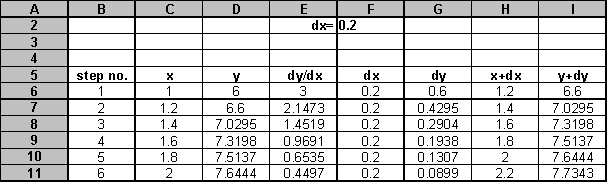 A B C D E F G H I
2 dx= 0.2
3
4
5 step no. x y dy/dx dx dy x+dx y+dy
6 1 1 6 3 0.2 0.6 1.2 6.6
7 2 1.2 6.6 2.1473 0.2 0.4295 1.4 7.0295
8 3 1.4 7.0295 1.4519 0.2 0.2904 1.6 7.3198
9 4 1.6 7.3198 0.9691 0.2 0.1938 1.8 7.5137
10 5 1.8 7.5137 0.6535 0.2 0.1307 2 7.6444
11 6 2 7.6444 0.4497 0.2 0.0899 2.2 7.7343